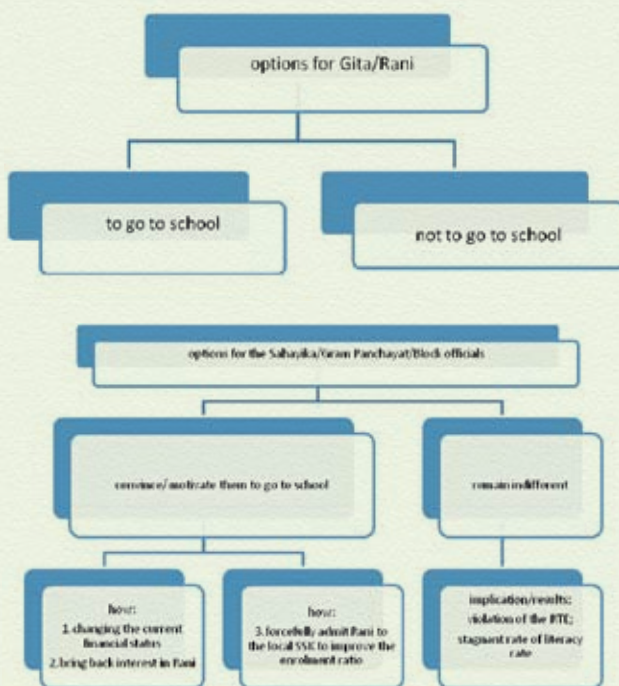 options for Gita/Rani
to go to school
not to go to school
options for the Sahayika/Gram Panchayat/Block officials
convince/motivate them to go to school
remain indifferent
how:
1.changing the current
financial status
2.bring back interest in Rani
how:
3. forcefully admit Rani to
the local SSK to improve the
enrolment ratio
implication/results:
violation of the RTE;
stagnant rate of literacy
rate